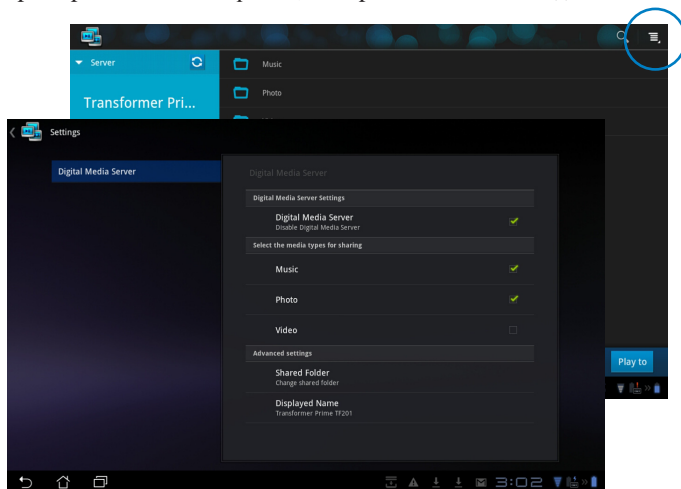 Server
Music
Photo
Transformer Pri...
Settings
Digital Media Server
Digital Media Server
Digital Media Server Settings
Digital Media Server
Disable Digital Media Server
Select the media types for sharing
Music
Photo
Video
Advanced settings
Shared Folder
Change shared folder
Displayed Name
Transformer Prime TF201
Play to
3:02